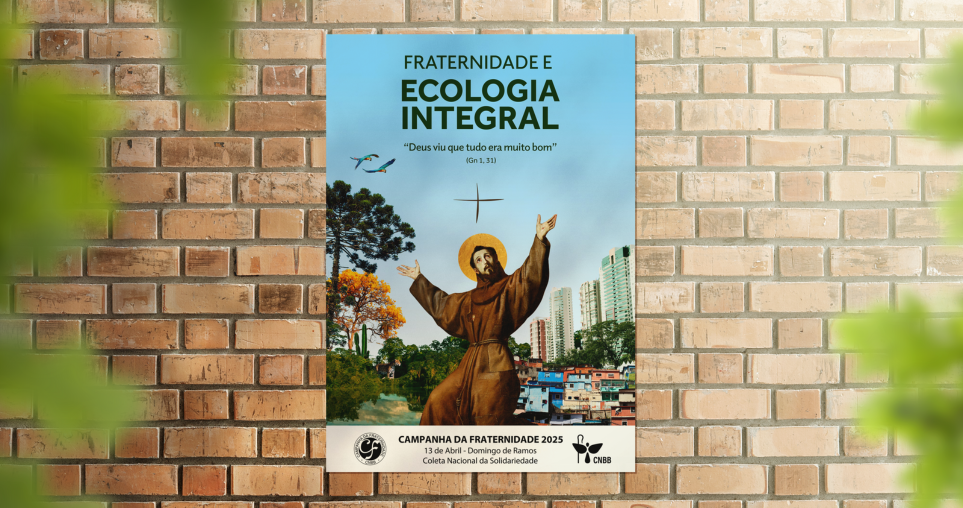 FRATERNIDADE E
ECOLOGIA
INTEGRAL
“Deus viu que tudo era muito bom”
(Gn 1, 31)
CAMPANHA DA FRATERNIDADE 2025
13 de Abril - Domingo de Ramos
Coleta Nacional da Solidariedade
CNBB